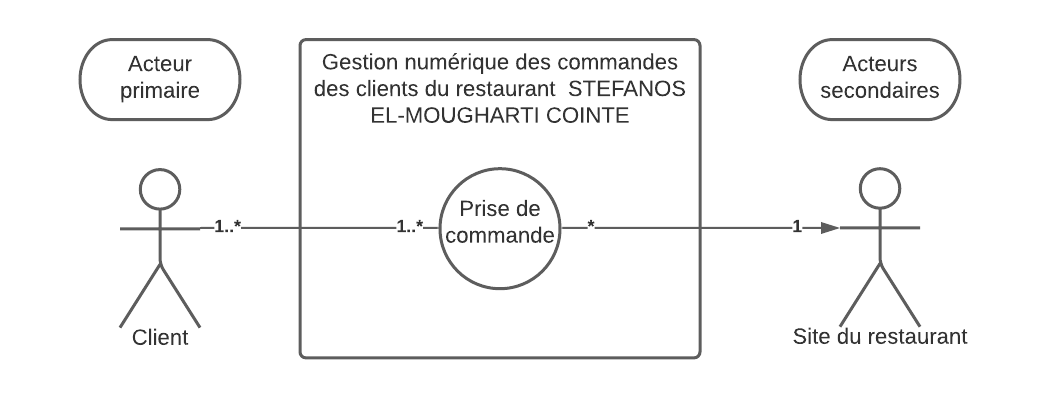 Acteur
primaire
Gestion numérique des commandes
des clients du restaurant STEFANOS
EL-MOUGHARTI COINTE
Acteurs
secondaires
Prise de
commande
1..*
1..*
*
1
Client
Site du restaurant